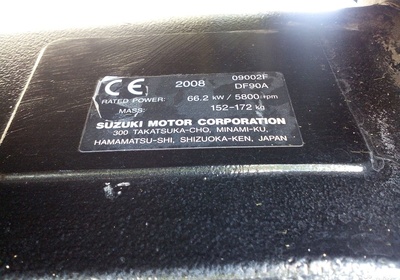 CE 2008 09002F
DF90A
RATED POWER: 66.2 kW / 5800 rpm
MASS: 152-172 kg
SUZUKI MOTOR CORPORATION
300 TAKATSUKA-CHO, MINAMI-KU,
HAMAMATSU-SHI, SHIZUOKA-KEN, JAPAN